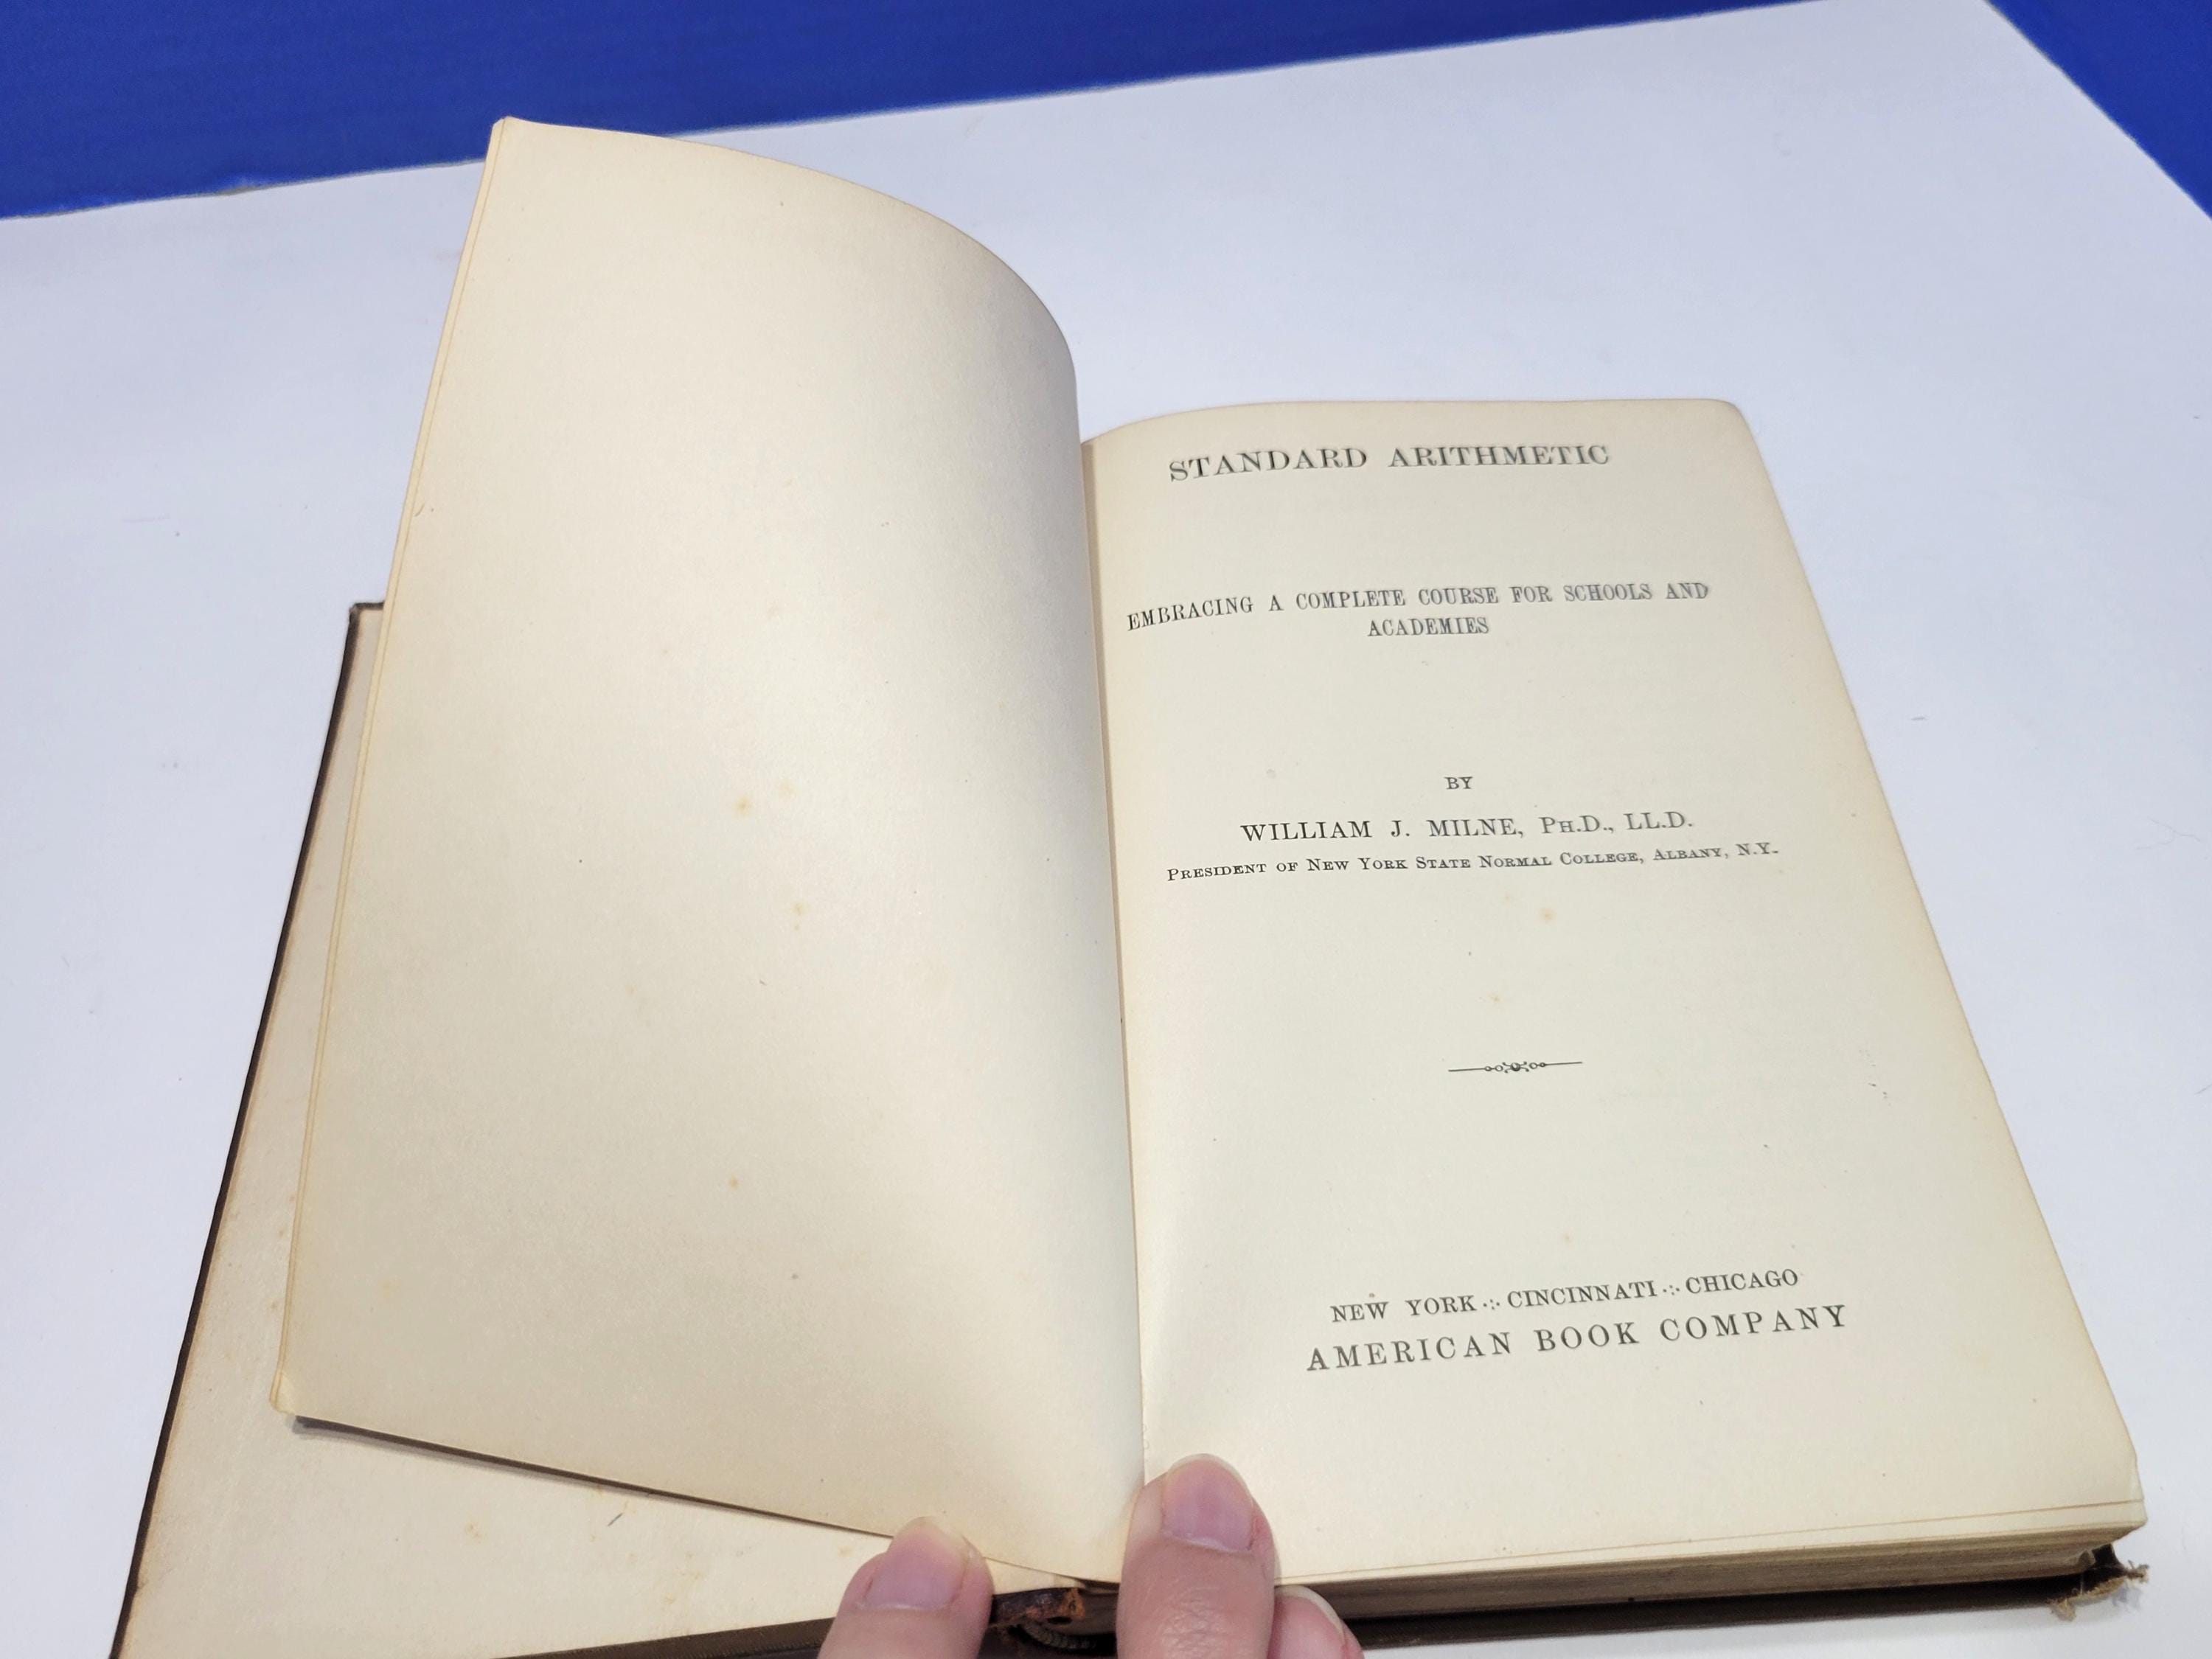 STANDARD ARITHMETIC
EMBRACING A COMPLETE COURSE FOR SCHOOLS AND
ACADEMIES
BY
WILLIAM J. MILNE, Ph.D., LL.D.
President of New York State Normal College, Albany, N.Y.
NEW YORK ·:· CINCINNATI ·:· CHICAGO
AMERICAN BOOK COMPANY